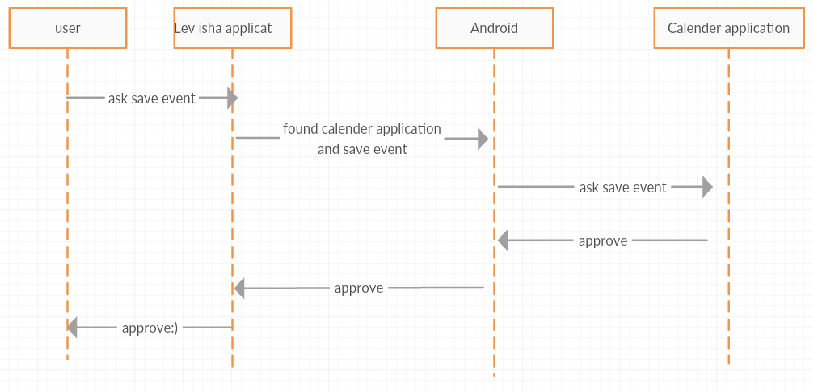 user
Lev isha applicat
Android
Calender application
ask save event
found calender application
and save event
ask save event
approve
approve
approve:)